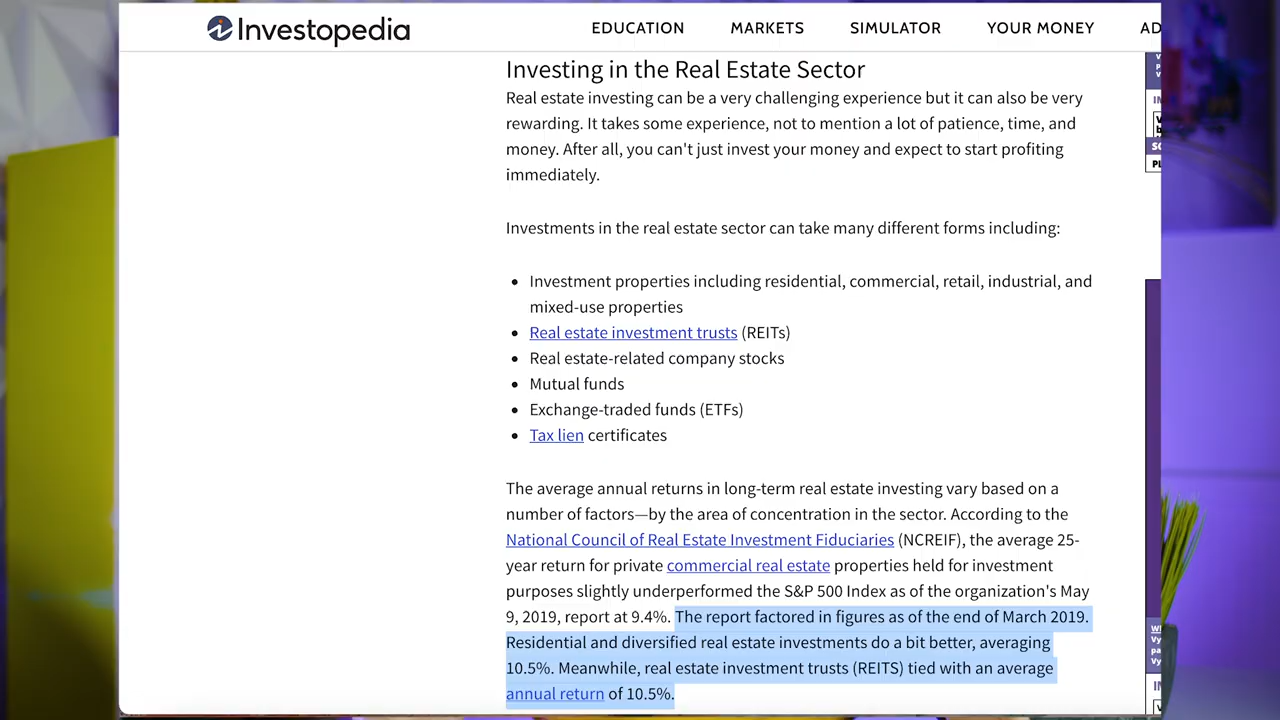 Investopedia
EDUCATION MARKETS SIMULATOR YOUR MONEY AD
Investing in the Real Estate Sector
Real estate investing can be a very challenging experience but it can also be very
rewarding. It takes some experience, not to mention a lot of patience, time, and
money. After all, you can't just invest your money and expect to start profiting
immediately.
Investments in the real estate sector can take many different forms including:
• Investment properties including residential, commercial, retail, industrial, and
mixed-use properties
• Real estate investment trusts (REITs)
• Real estate-related company stocks
• Mutual funds
• Exchange-traded funds (ETFs)
• Tax lien certificates
The average annual returns in long-term real estate investing vary based on a
number of factors—by the area of concentration in the sector. According to the
National Council of Real Estate Investment Fiduciaries (NCREIF), the average 25-
year return for private commercial real estate properties held for investment
purposes slightly underperformed the S&P 500 Index as of the organization's May
9, 2019, report at 9.4%. The report factored in figures as of the end of March 2019.
Residential and diversified real estate investments do a bit better, averaging
10.5%. Meanwhile, real estate investment trusts (REITS) tied with an average
annual return of 10.5%.